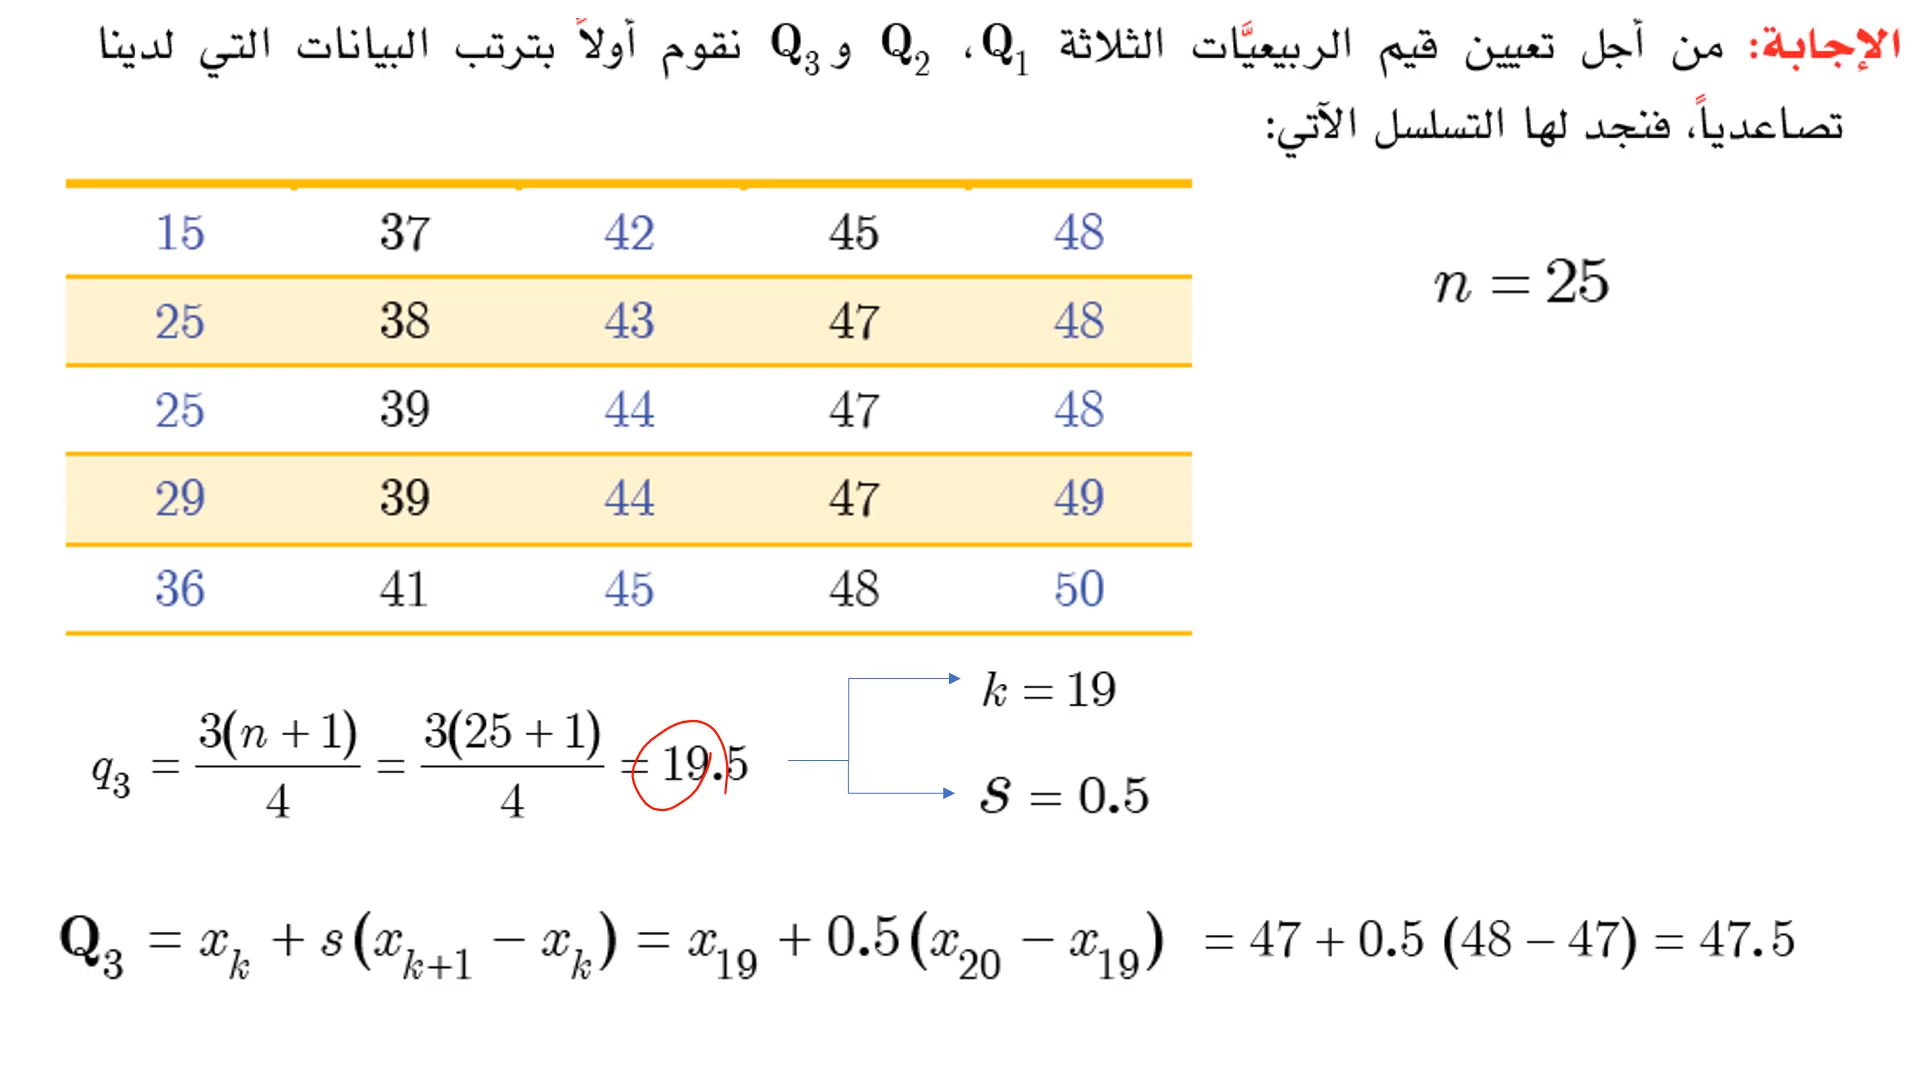 الإجابة: من أجل تعيين قيم الربيعيَّات الثلاثة Q₁، Q₂ و Q₃ نقوم أولاً بترتب البيانات التي لدينا
تصاعدياً، فنجد لها التسلسل الآتي:
15 37 42 45 48
n = 25
25 38 43 47 48
25 39 44 47 48
29 39 44 47 49
36 41 45 48 50
k = 19
q₃ = 3(n + 1)/4 = 3(25 + 1)/4 = 19.5
s = 0.5
Q₃ = x_k + s(x_{k+1} − x_k) = x₁₉ + 0.5(x₂₀ − x₁₉) = 47 + 0.5 (48 − 47) = 47.5